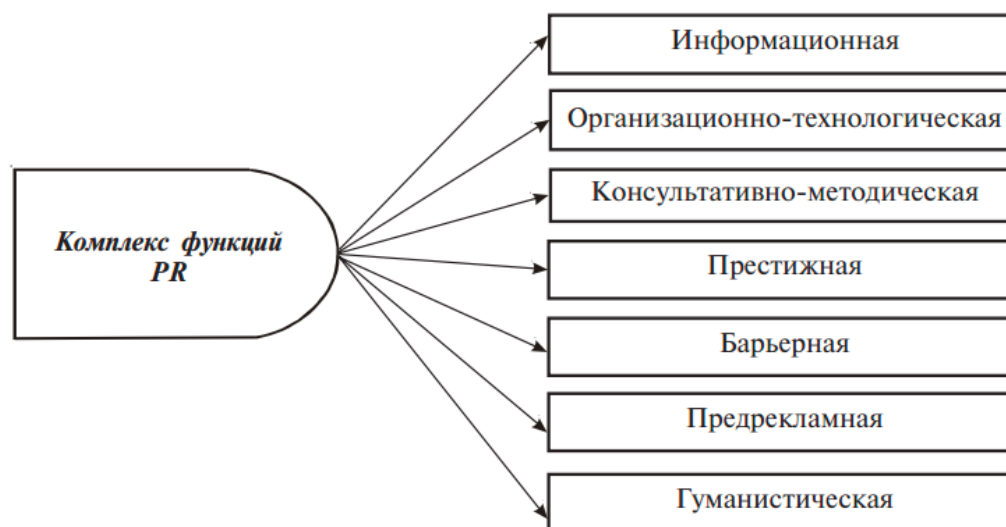 Комплекс функций
PR
Информационная
Организационно-технологическая
Консультативно-методическая
Престижная
Барьерная
Предрекламная
Гуманистическая